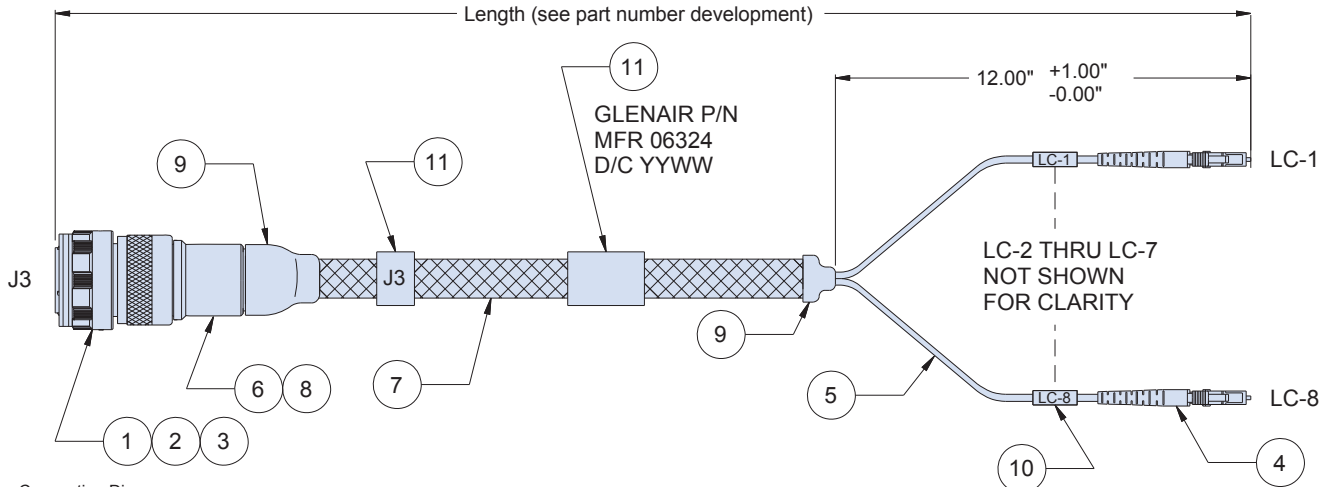 Length (see part number development)
11
GLENAIR P/N
MFR 06324
D/C YYWW
12.00" +1.00"
-0.00"
9
11
LC-1
LC-1
J3
J3
LC-2 THRU LC-7
NOT SHOWN
FOR CLARITY
9
6 8
7
5
LC-8
LC-8
1 2 3
10
4